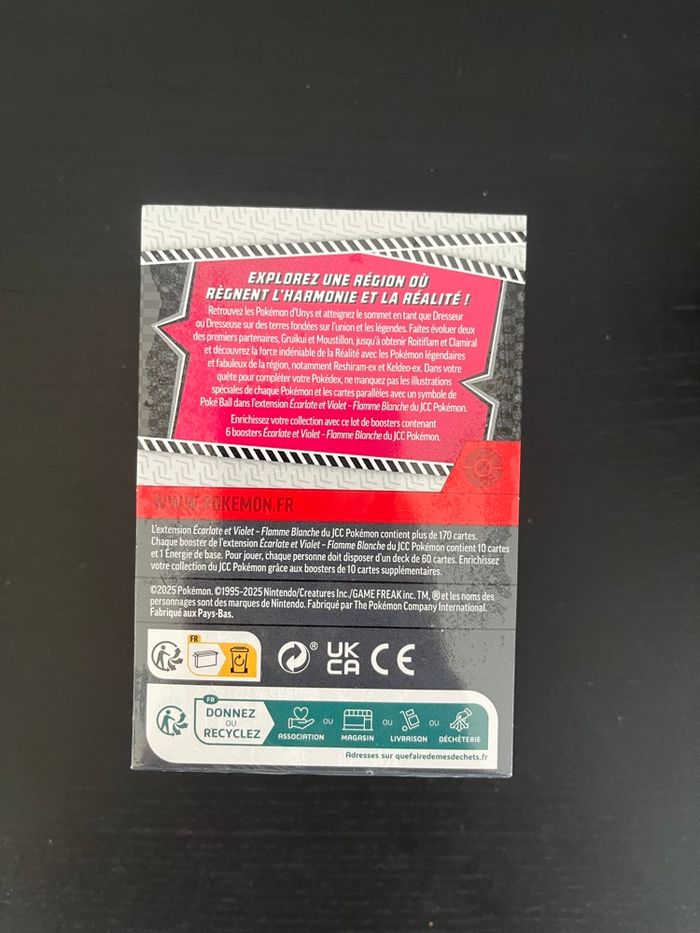 EXPLOREZ UNE RÉGION OÙ
RÈGNENT L'HARMONIE ET LA RÉALITÉ !
Retrouvez les Pokémon d'Unys et atteignez le sommet en tant que Dresseur
ou Dresseuse sur des terres fondées sur l'union et les légendes. Faites évoluer deux
des premiers partenaires, Gruikui et Moustillon, jusqu'à obtenir Roitiflam et Clamiral
et découvrez la force indéniable de la Réalité avec les Pokémon légendaires
et fabuleux de la région, notamment Reshiram-ex et Keldeo-ex. Dans votre
quête pour compléter votre Pokédex, ne manquez pas les illustrations
spéciales de chaque Pokémon et les cartes parallèles avec un symbole de
Poké Ball dans l'extension Écarlate et Violet – Flamme Blanche du JCC Pokémon.
Enrichissez votre collection avec ce lot de boosters contenant
6 boosters Écarlate et Violet – Flamme Blanche du JCC Pokémon.
WWW.POKEMON.FR
L'extension Écarlate et Violet – Flamme Blanche du JCC Pokémon contient plus de 170 cartes.
Chaque booster de l'extension Écarlate et Violet – Flamme Blanche du JCC Pokémon contient 10 cartes
et 1 Énergie de base. Pour jouer, chaque personne doit disposer d'un deck de 60 cartes. Enrichissez
votre collection du JCC Pokémon grâce aux boosters de 10 cartes supplémentaires.
©2025 Pokémon. ©1995-2025 Nintendo/Creatures Inc./GAME FREAK inc. TM, ® et les noms des
personnages sont des marques de Nintendo. Fabriqué par The Pokémon Company International.
Fabriqué aux Pays-Bas.
FR
®
UK
CA
CE
FR
DONNEZ
OU
RECYCLEZ
ASSOCIATION OU MAGASIN OU LIVRAISON OU DÉCHÈTERIE
Adresses sur quefairedemesdechets.fr